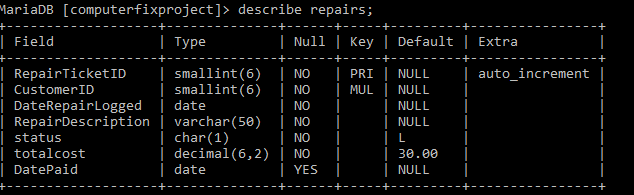 MariaDB [computerfixproject]> describe repairs;
+-------------------+--------------+------+-----+---------+----------------+
| Field | Type | Null | Key | Default | Extra |
+-------------------+--------------+------+-----+---------+----------------+
| RepairTicketID | smallint(6) | NO | PRI | NULL | auto_increment |
| CustomerID | smallint(6) | NO | MUL | NULL | |
| DateRepairLogged | date | NO | | NULL | |
| RepairDescription | varchar(50) | NO | | NULL | |
| status | char(1) | NO | | L | |
| totalcost | decimal(6,2) | NO | | 30.00 | |
| DatePaid | date | YES | | NULL | |
+-------------------+--------------+------+-----+---------+----------------+